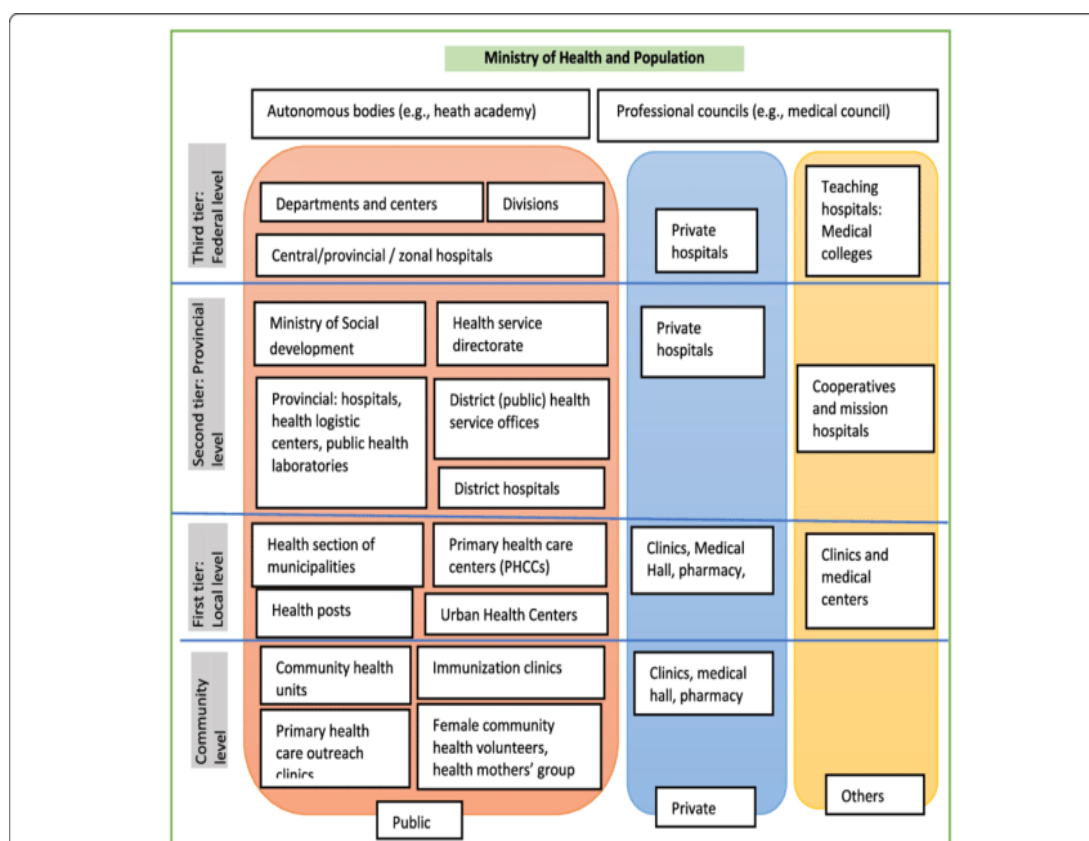 Ministry of Health and Population
Autonomous bodies (e.g., heath academy)
Professional councils (e.g., medical council)
Third tier:
Federal level
Departments and centers
Divisions
Central/provincial / zonal hospitals
Private
hospitals
Teaching
hospitals:
Medical
colleges
Second tier: Provincial
level
Ministry of Social
development
Health service
directorate
Provincial: hospitals,
health logistic
centers, public health
laboratories
District (public) health
service offices
District hospitals
Private
hospitals
Cooperatives
and mission
hospitals
First tier:
Local level
Health section of
municipalities
Primary health care
centers (PHCCs)
Health posts
Urban Health Centers
Clinics, Medical
Hall, pharmacy,
Clinics and
medical
centers
Community
level
Community health
units
Immunization clinics
Primary health
care outreach
clinics
Female community
health volunteers,
health mothers' group
Clinics, medical
hall, pharmacy
Public
Private
Others